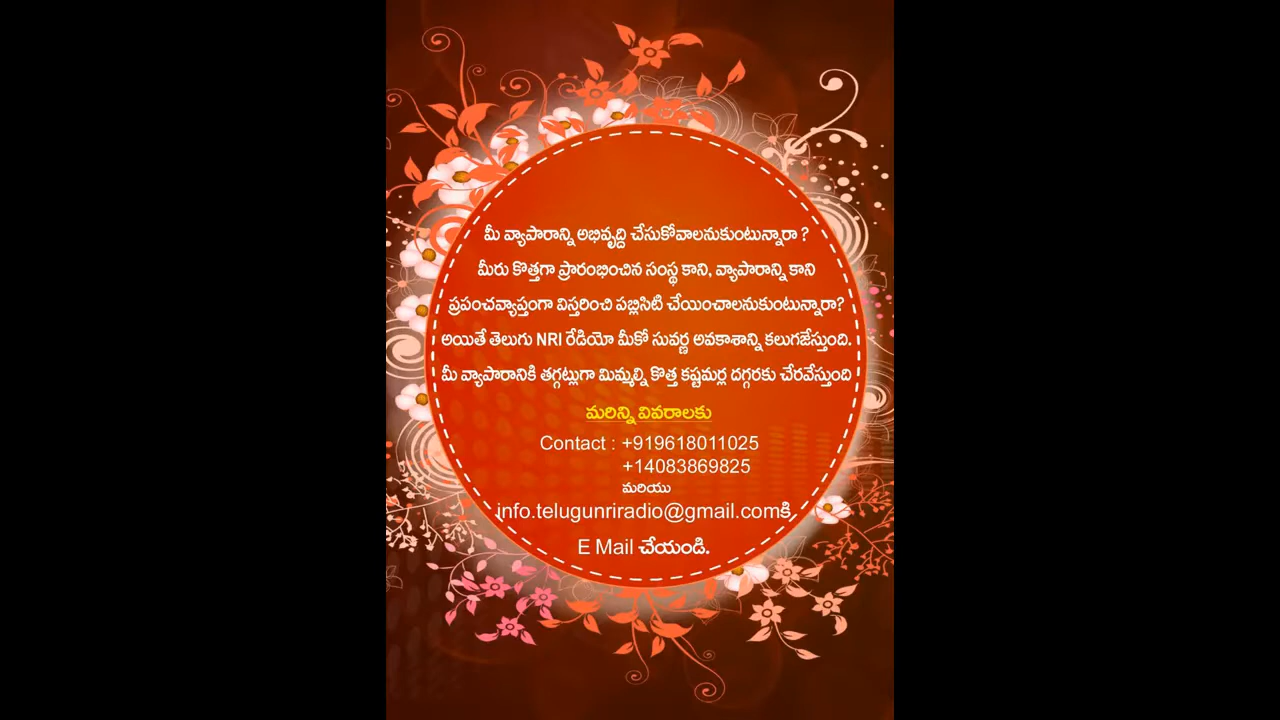 మీ వ్యాపారాన్ని అభివృద్ది చేసుకోవాలనుకుంటున్నారా ?
మీరు కొత్తగా ప్రారంభించిన సంస్థ కాని, వ్యాపారాన్ని కాని
ప్రపంచవ్యాప్తంగా విస్తరించి పబ్లిసిటి చేయించాలనుకుంటున్నారా?
అయితే తెలుగు NRI రేడియో మీకో సువర్ణ అవకాశాన్ని కలుగజేస్తుంది.
మీ వ్యాపారానికి తగ్గట్లుగా మిమ్మల్ని కొత్త కష్టమర్ల దగ్గరకు చేరవేస్తుంది
మరిన్ని వివరాలకు
Contact : +919618011025
+14083869825
మరియు
info.telugunriradio@gmail.comకి
E Mail చేయండి.